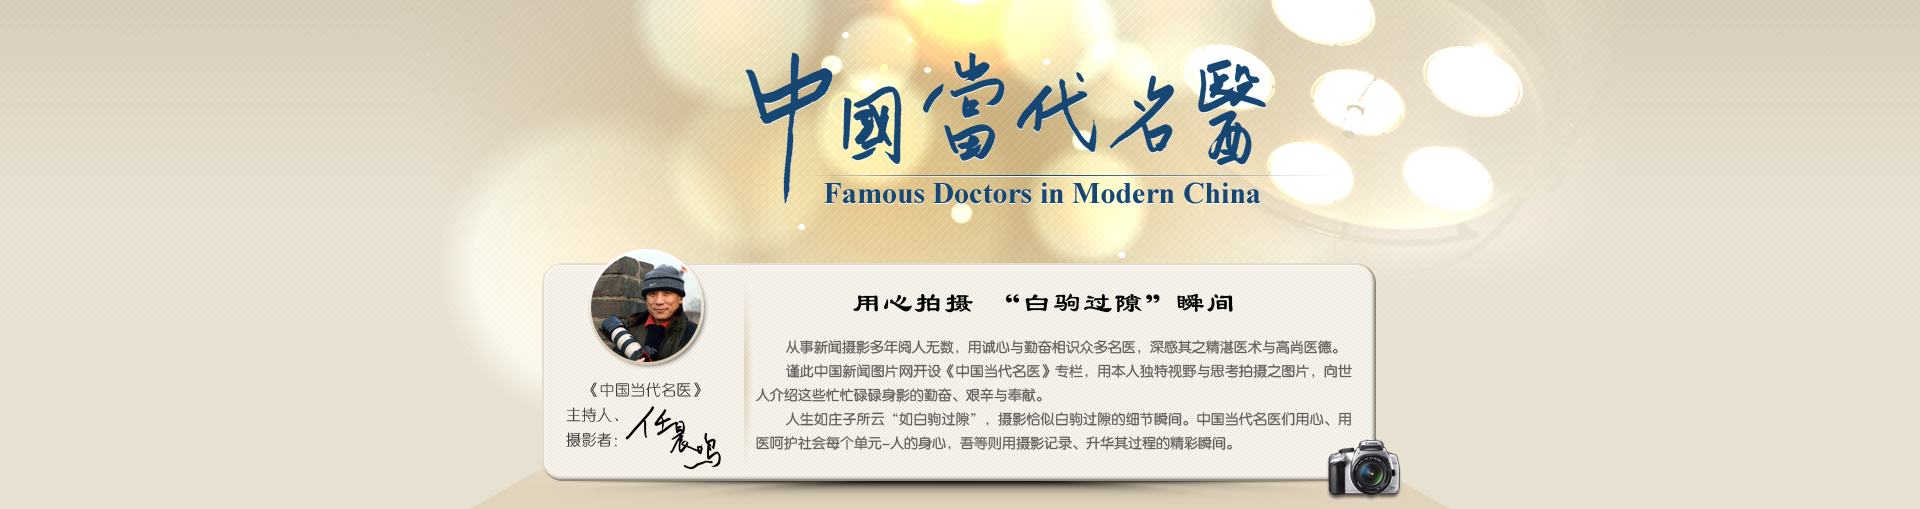 中國當代名醫
Famous Doctors in Modern China
用心拍摄 “白驹过隙”瞬间
从事新闻摄影多年阅人无数，用诚心与勤奋相识众多名医，深感其之精湛医术与高尚医德。
谨此中国新闻图片网开设《中国当代名医》专栏，用本人独特视野与思考拍摄之图片，向世
人介绍这些忙忙碌碌身影的勤奋、艰辛与奉献。
人生如庄子所云“如白驹过隙”，摄影恰似白驹过隙的细节瞬间。中国当代名医们用心、用
医呵护社会每个单元-人的身心，吾等则用摄影记录、升华其过程的精彩瞬间。
《中国当代名医》
主持人、
摄影者：任晨鸣